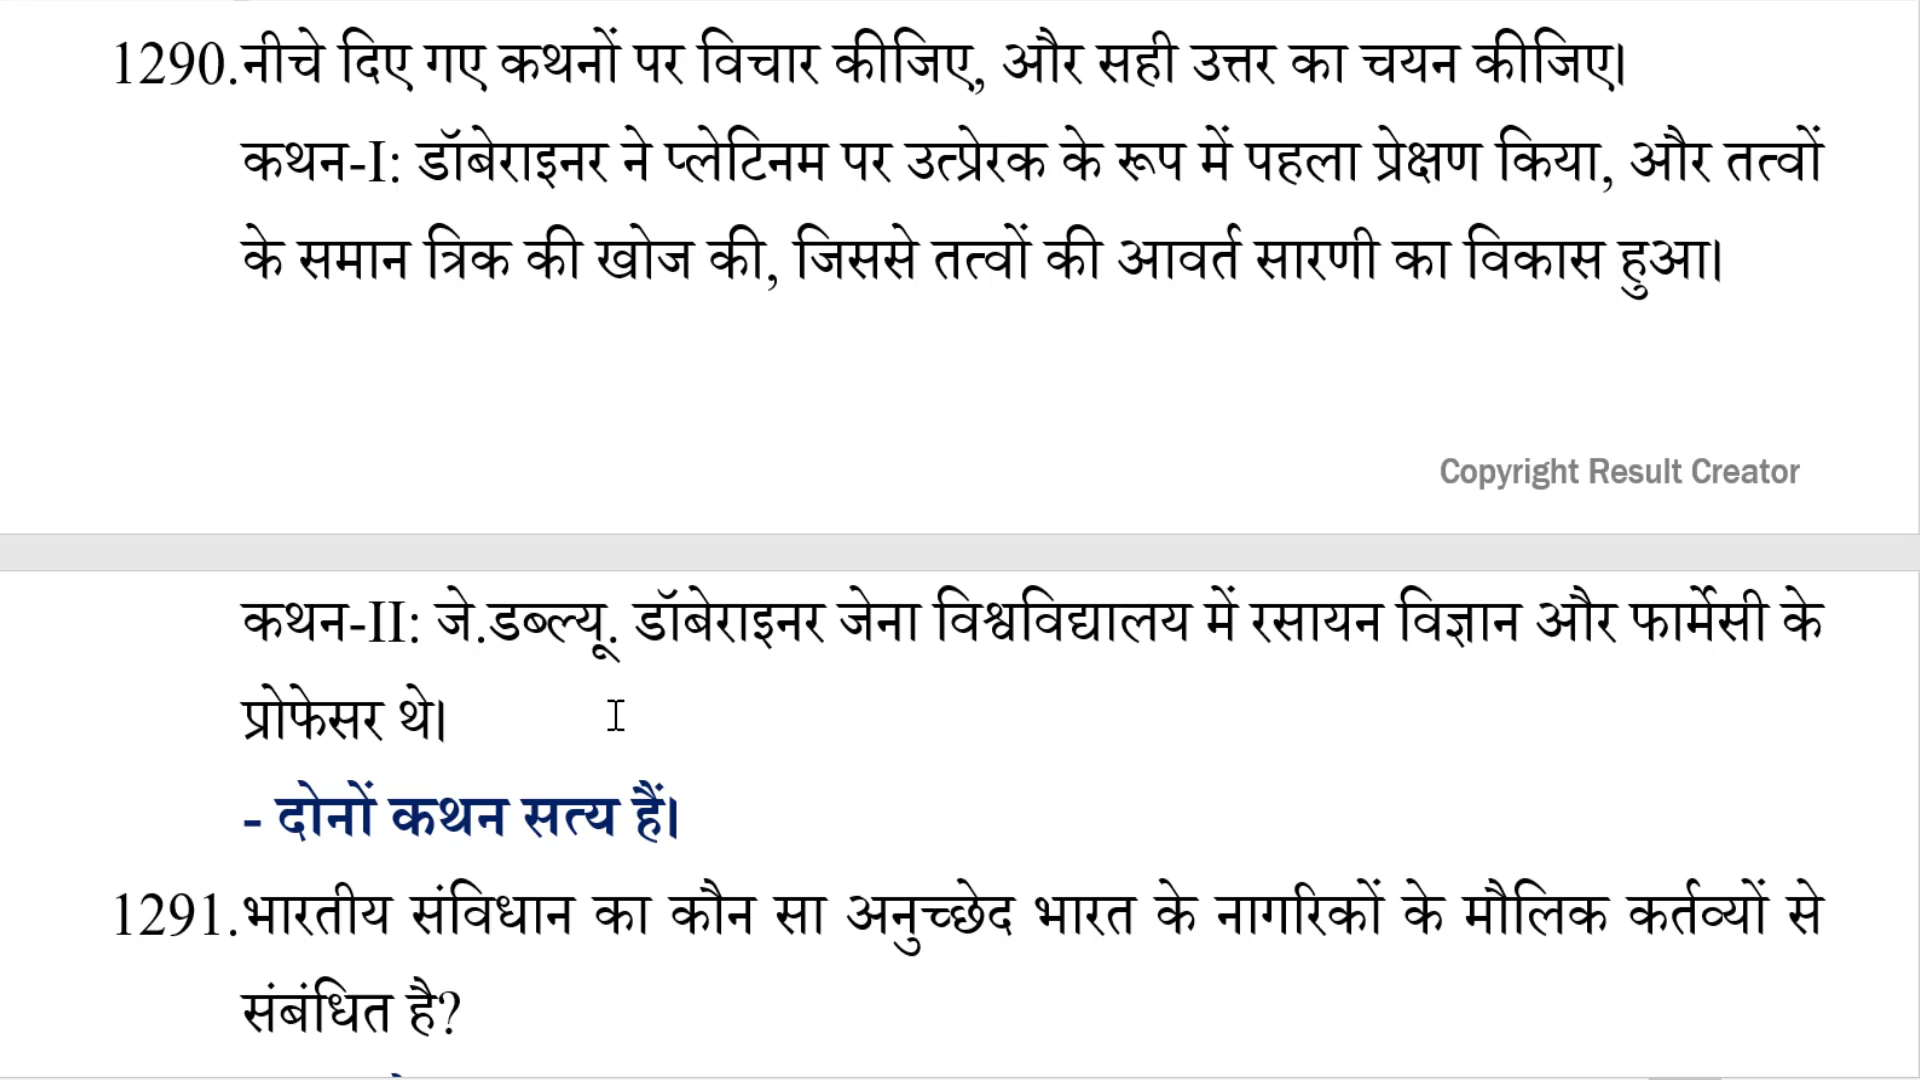 1290. नीचे दिए गए कथनों पर विचार कीजिए, और सही उत्तर का चयन कीजिए।
कथन-I: डॉबेराइनर ने प्लेटिनम पर उत्प्रेरक के रूप में पहला प्रेक्षण किया, और तत्वों
के समान त्रिक की खोज की, जिससे तत्वों की आवर्त सारणी का विकास हुआ।
Copyright Result Creator
कथन-II: जे.डब्ल्यू. डॉबेराइनर जेना विश्वविद्यालय में रसायन विज्ञान और फार्मेसी के
प्रोफेसर थे।
- दोनों कथन सत्य हैं।
1291. भारतीय संविधान का कौन सा अनुच्छेद भारत के नागरिकों के मौलिक कर्तव्यों से
संबंधित है?